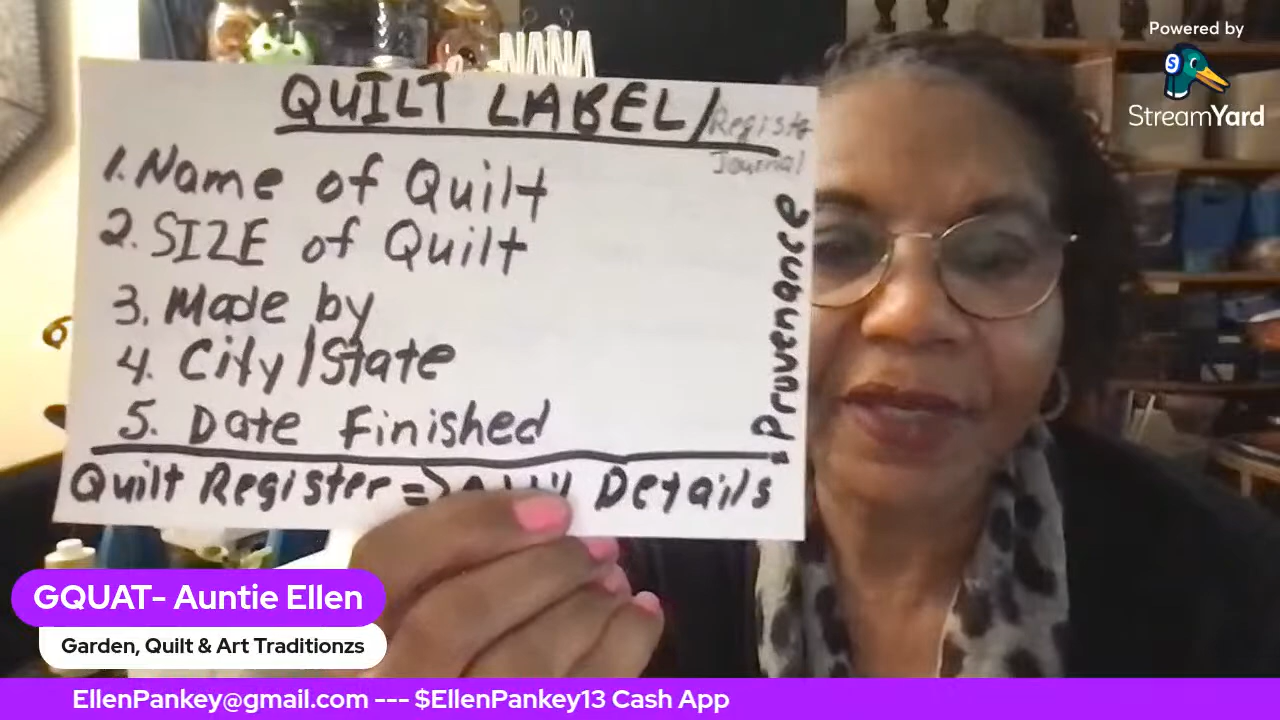 Powered by
StreamYard
NANA
QUILT LABEL/Registe
Journal
1. Name of Quilt
2. SIZE of Quilt
3. Made by
4. City/State
5. Date Finished
Provenance
Quilt Register => Details
GQUAT- Auntie Ellen
Garden, Quilt & Art Traditionzs
EllenPankey@gmail.com --- $EllenPankey13 Cash App